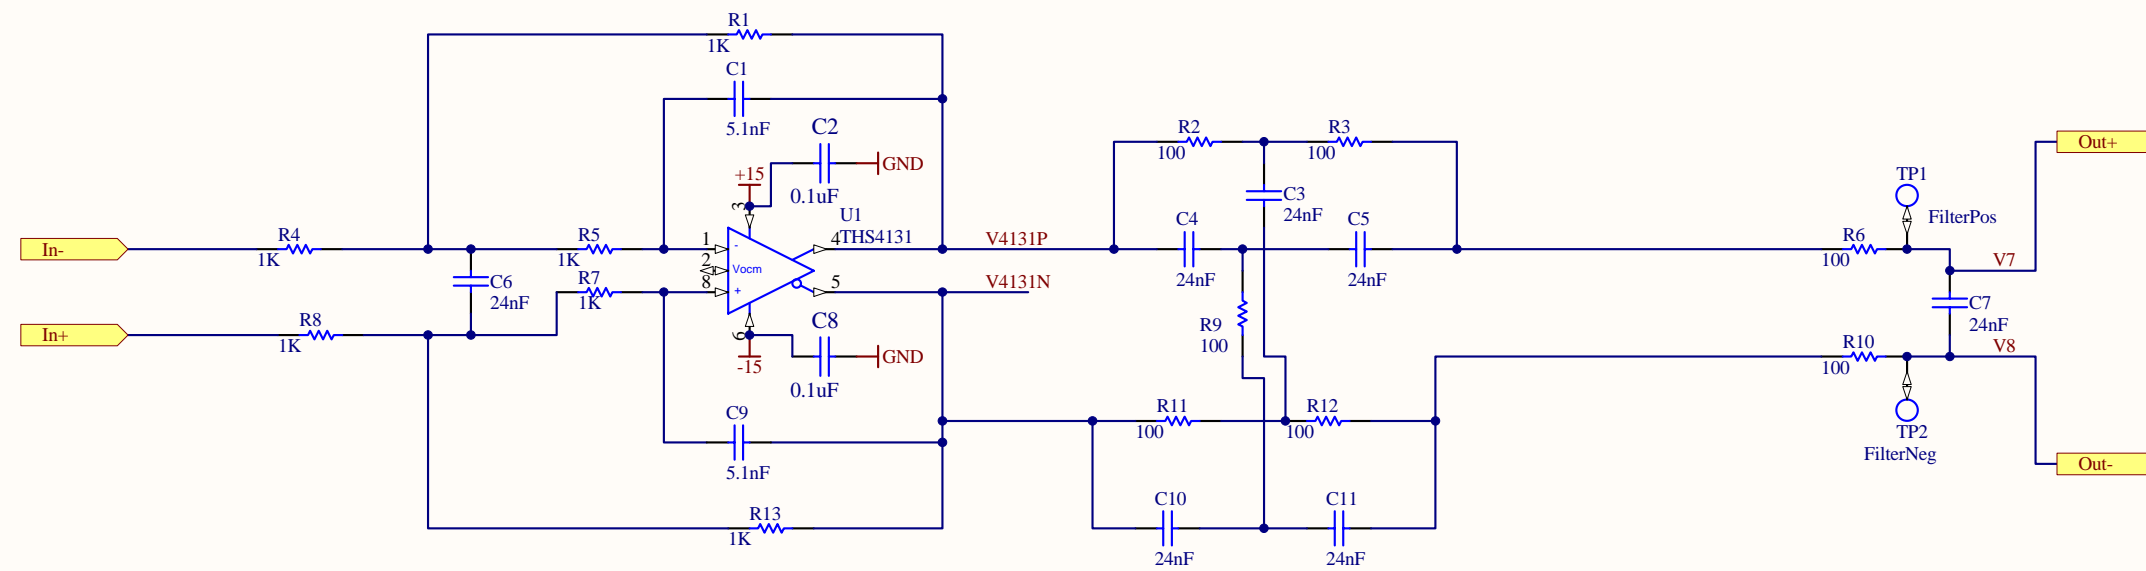 R1
1K
C1
5.1nF
C2
GND
0.1uF
+15
3
U1
THS4131
In-
R4
1K
R5
1K
1
-
4
V4131P
2
Vocm
C6
24nF
R7
1K
8
+
5
V4131N
In+
R8
1K
6
-15
C8
GND
0.1uF
C9
5.1nF
R13
1K
R2
100
R3
100
C3
24nF
C4
24nF
C5
24nF
R9
100
R11
100
R12
100
C10
24nF
C11
24nF
Out+
TP1
FilterPos
R6
100
V7
C7
24nF
R10
100
V8
TP2
FilterNeg
Out-